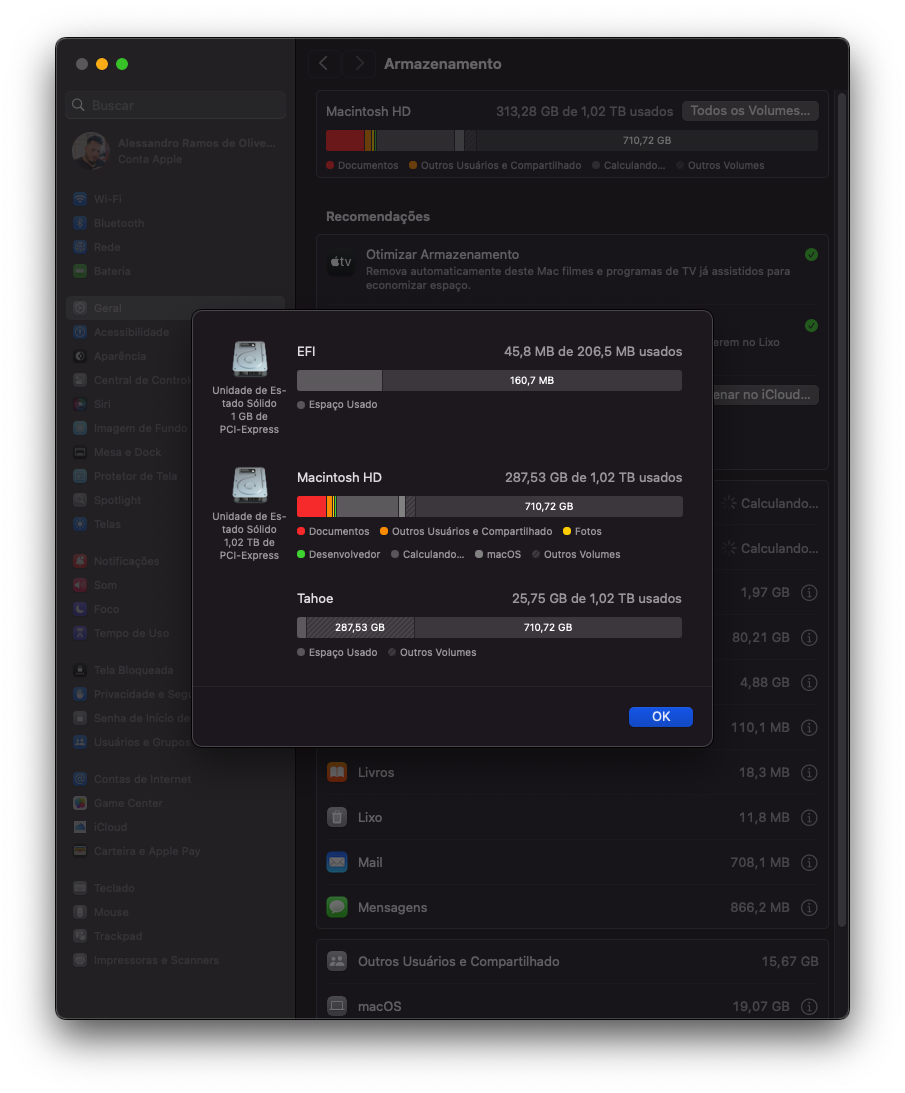 Armazenamento
Buscar
Alessandro Ramos de Olive...
Conta Apple
Wi-Fi
Bluetooth
Rede
Bateria
Geral
Acessibilidade
Aparência
Central de Control
Siri
Imagem de Fundo
Mesa e Dock
Protetor de Tela
Spotlight
Telas
Notificações
Som
Foco
Tempo de Uso
Tela Bloqueada
Privacidade e Segu
Senha de Início de
Usuários e Grupos
Contas de Internet
Game Center
iCloud
Carteira e Apple Pay
Teclado
Mouse
Trackpad
Impressoras e Scanners
Macintosh HD 313,28 GB de 1,02 TB usados Todos os Volumes...
710,72 GB
Documentos Outros Usuários e Compartilhado Calculando... Outros Volumes
Recomendações
tv
Otimizar Armazenamento
Remova automaticamente deste Mac filmes e programas de TV já assistidos para
economizar espaço.
erem no Lixo
enar no iCloud...
EFI 45,8 MB de 206,5 MB usados
160,7 MB
Espaço Usado
Unidade de Es-
tado Sólido
1 GB de
PCI-Express
Macintosh HD 287,53 GB de 1,02 TB usados
710,72 GB
Documentos Outros Usuários e Compartilhado Fotos
Desenvolvedor Calculando... macOS Outros Volumes
Unidade de Es-
tado Sólido
1,02 TB de
PCI-Express
Tahoe 25,75 GB de 1,02 TB usados
287,53 GB 710,72 GB
Espaço Usado Outros Volumes
OK
Calculando...
Calculando...
1,97 GB
80,21 GB
4,88 GB
110,1 MB
Livros 18,3 MB
Lixo 11,8 MB
Mail 708,1 MB
Mensagens 866,2 MB
Outros Usuários e Compartilhado 15,67 GB
macOS 19,07 GB